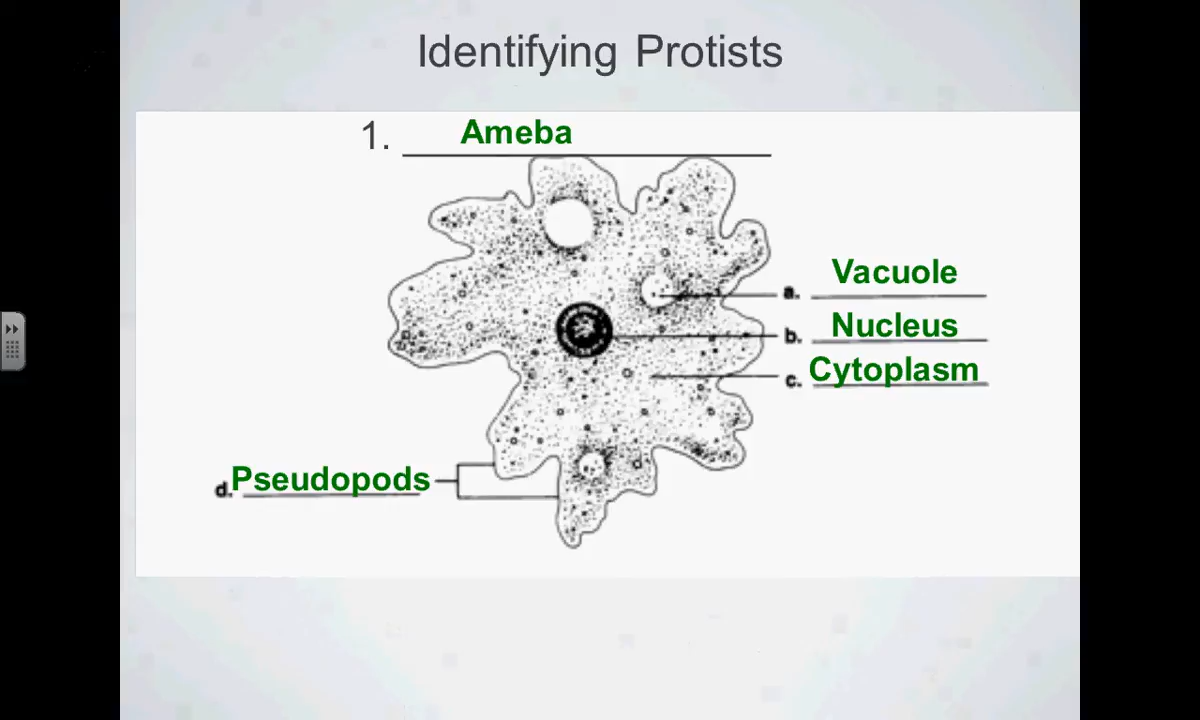 Identifying Protists
1. Ameba
a. Vacuole
b. Nucleus
c. Cytoplasm
d. Pseudopods